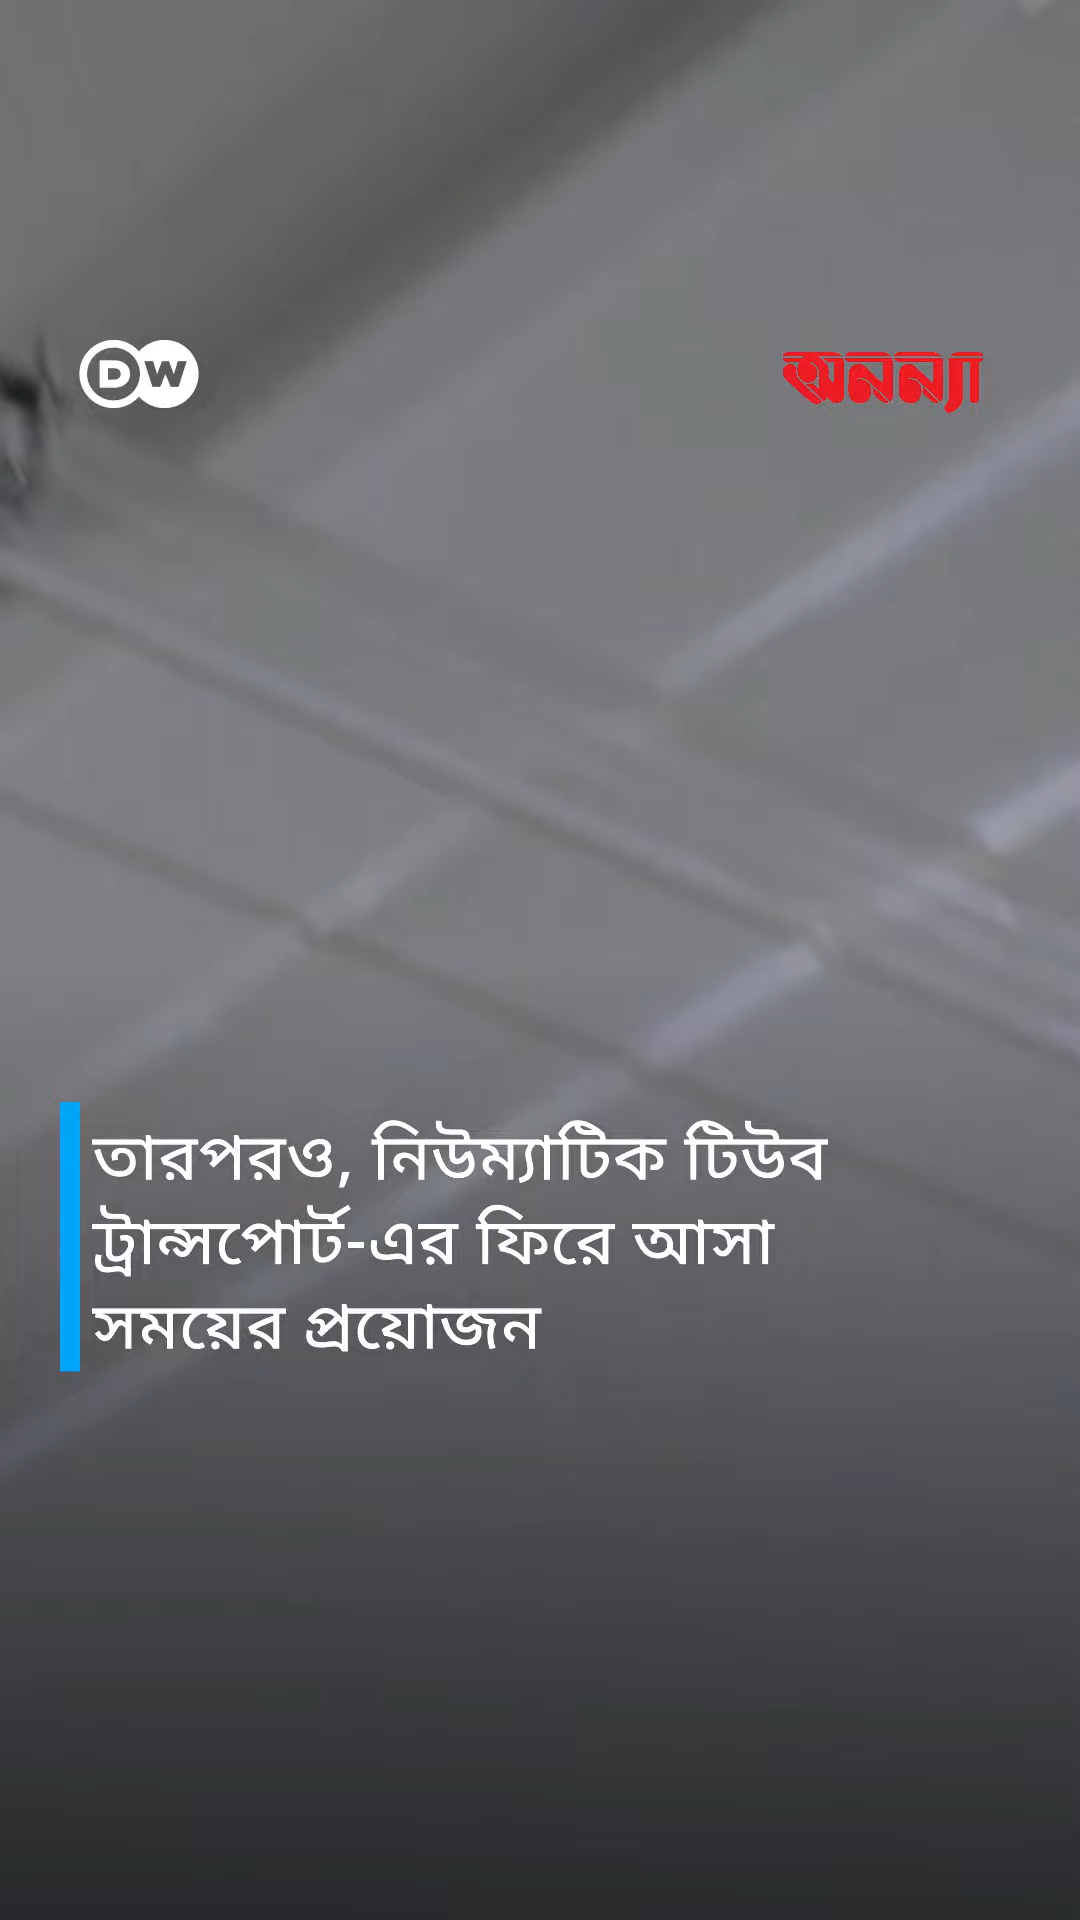 DW
অনন্যা
তারপরও, নিউম্যাটিক টিউব
ট্রান্সপোর্ট-এর ফিরে আসা
সময়ের প্রয়োজন